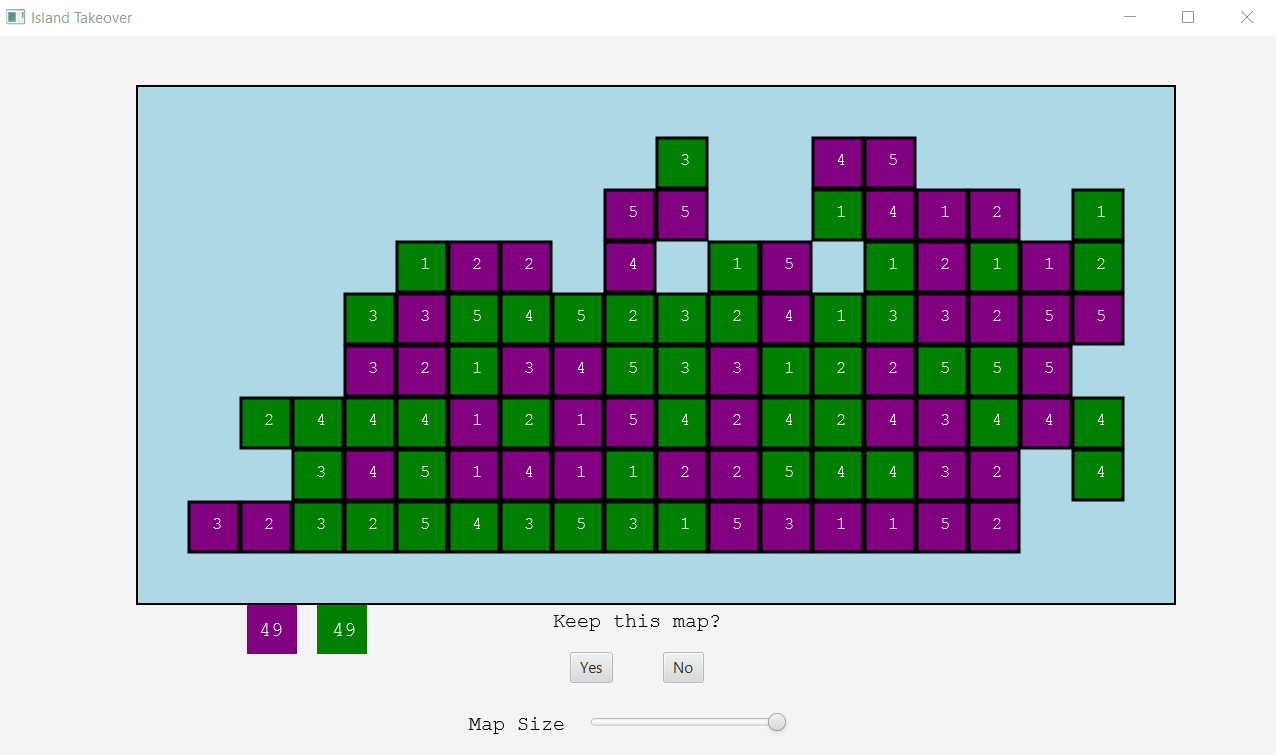 Island Takeover
3 4 5
5 5 1 4 1 2 1
1 2 2 4 1 5 1 2 1 1 2
3 3 5 4 5 2 3 2 4 1 3 3 2 5 5
3 2 1 3 4 5 3 3 1 2 2 5 5 5
2 4 4 4 1 2 1 5 4 2 4 2 4 3 4 4 4
3 4 5 1 4 1 1 2 2 5 4 4 3 2 4
3 2 3 2 5 4 3 5 3 1 5 3 1 1 5 2
49 49
Keep this map?
Yes No
Map Size